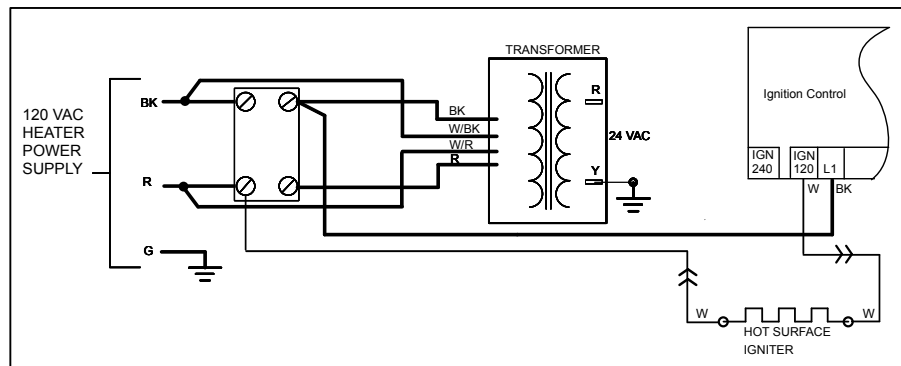 120 VAC
HEATER
POWER
SUPPLY
BK
R
G
TRANSFORMER
BK
W/BK
W/R
R
R
24 VAC
Y
Ignition Control
IGN
240
IGN
120
L1
W
BK
W
W
HOT SURFACE
IGNITER